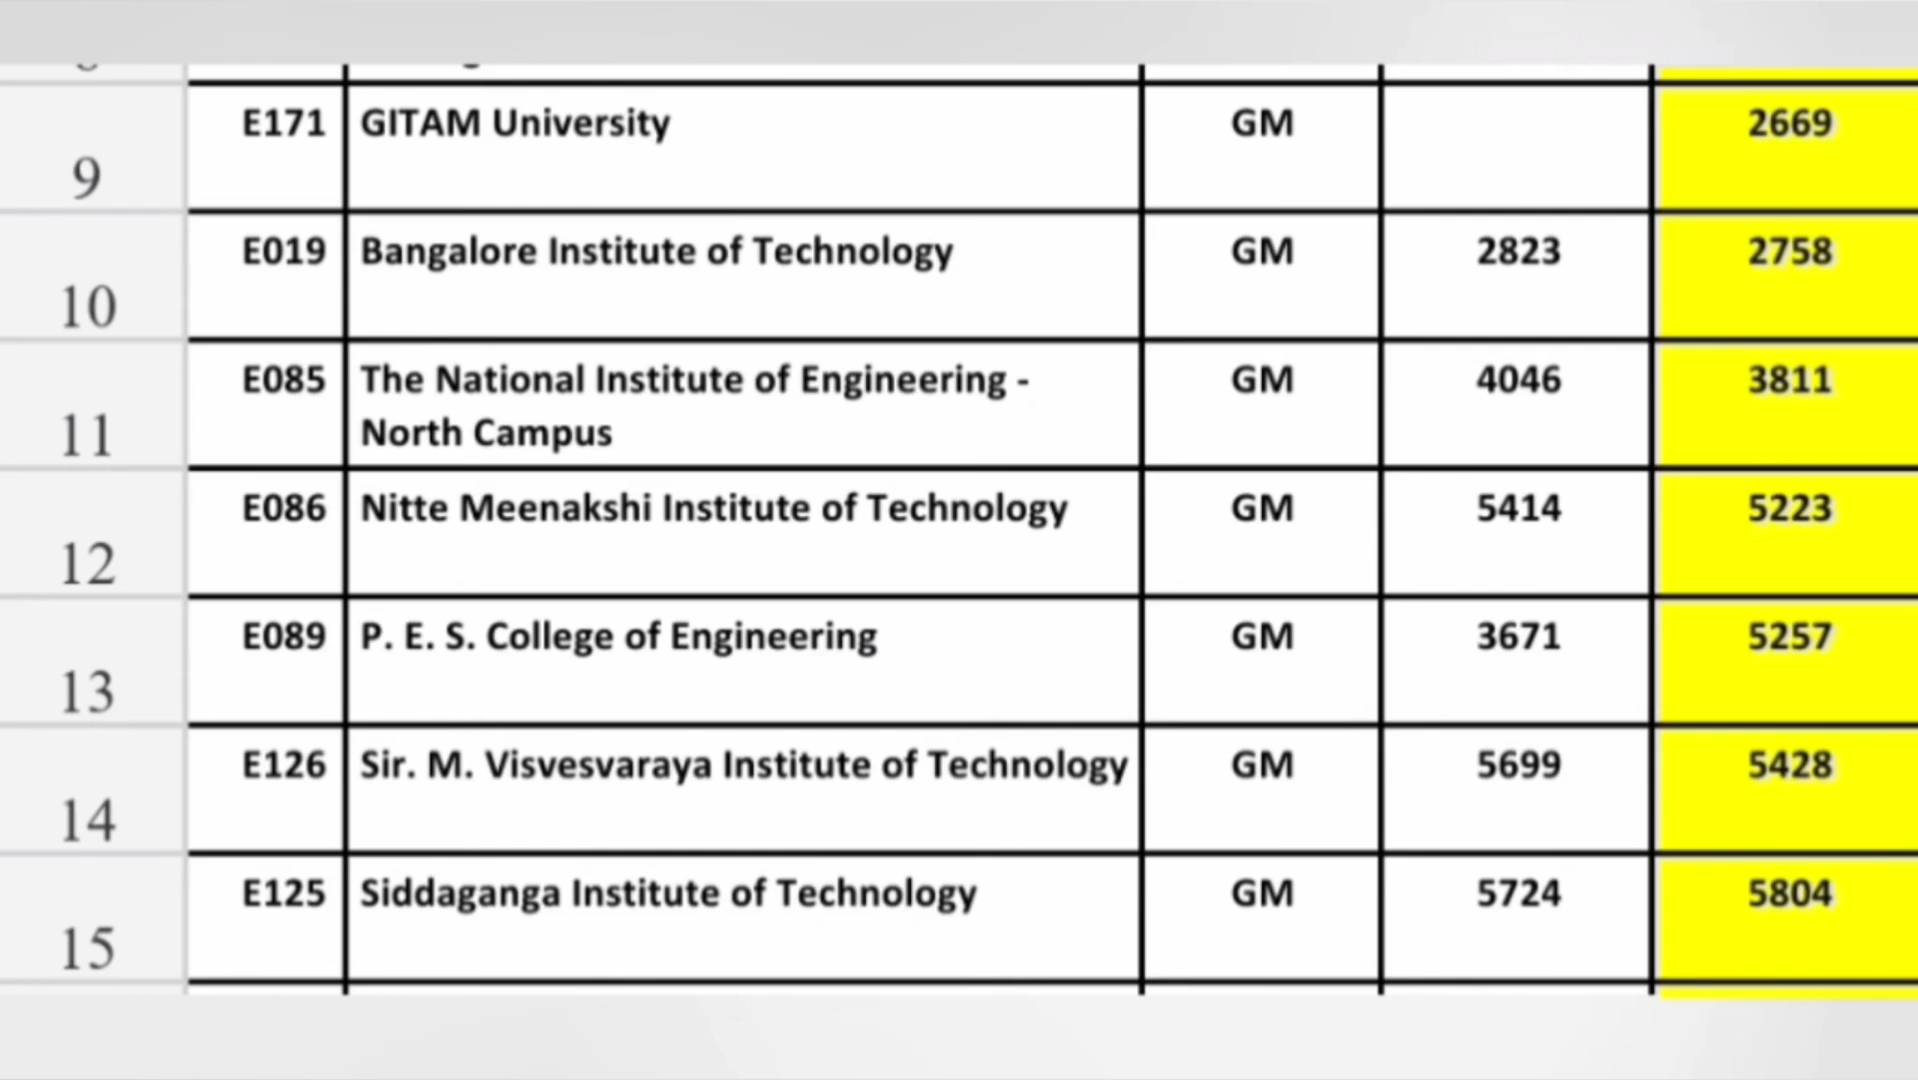 9 E171 GITAM University GM 2669
10 E019 Bangalore Institute of Technology GM 2823 2758
11 E085 The National Institute of Engineering - GM 4046 3811
North Campus
12 E086 Nitte Meenakshi Institute of Technology GM 5414 5223
13 E089 P. E. S. College of Engineering GM 3671 5257
14 E126 Sir. M. Visvesvaraya Institute of Technology GM 5699 5428
15 E125 Siddaganga Institute of Technology GM 5724 5804